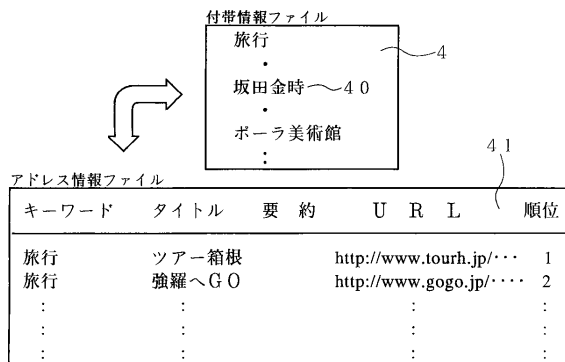 付帯情報ファイル
旅行
・
坂田金時 40
・
ポーラ美術館
:
4
アドレス情報ファイル
41
キーワード タイトル 要 約 U R L 順位
旅行 ツアー箱根 http://www.tourh.jp/・・・ 1
旅行 強羅へGO http://www.gogo.jp/・・・・ 2
: : : :
: : : :
: : : :